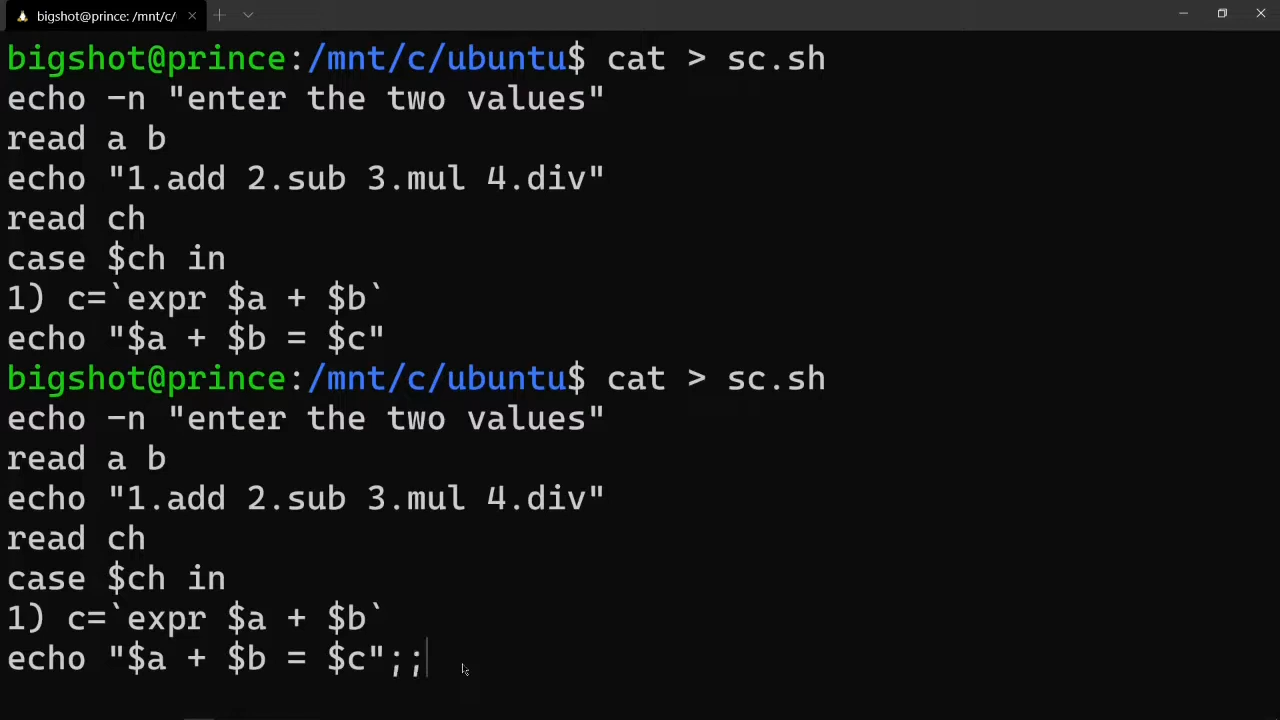 bigshot@prince: /mnt/c/
bigshot@prince:/mnt/c/ubuntu$ cat > sc.sh
echo -n "enter the two values"
read a b
echo "1.add 2.sub 3.mul 4.div"
read ch
case $ch in
1) c=`expr $a + $b`
echo "$a + $b = $c"
bigshot@prince:/mnt/c/ubuntu$ cat > sc.sh
echo -n "enter the two values"
read a b
echo "1.add 2.sub 3.mul 4.div"
read ch
case $ch in
1) c=`expr $a + $b`
echo "$a + $b = $c";;